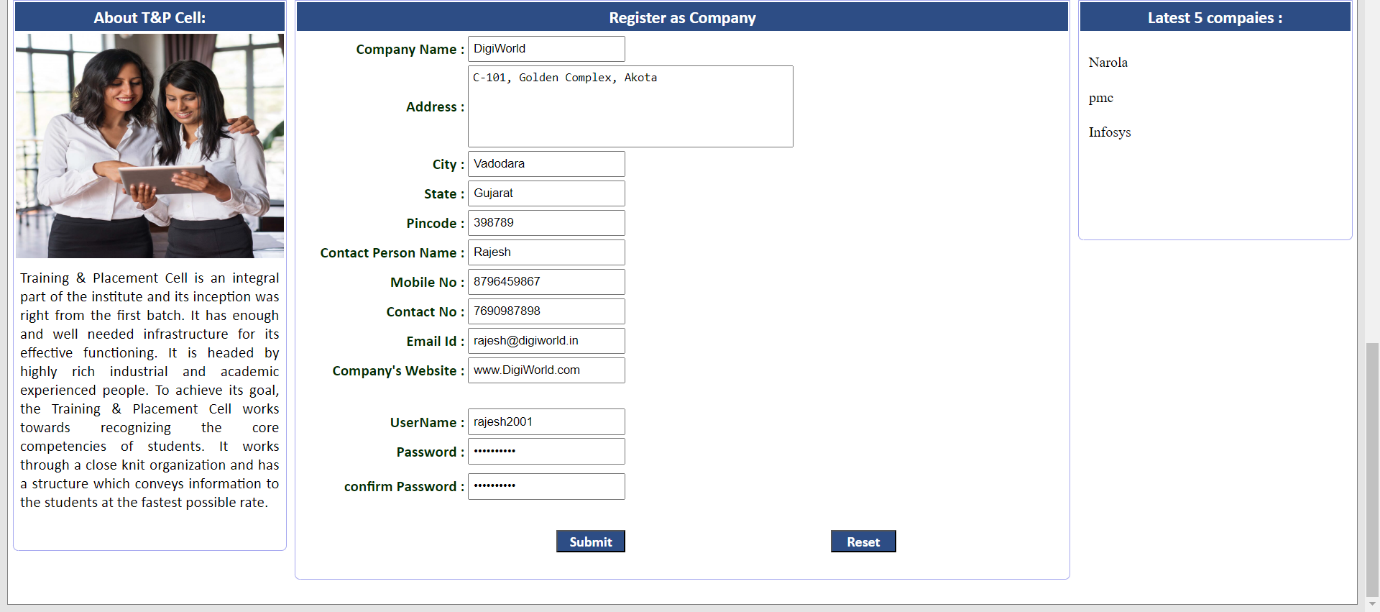 About T&P Cell:
Training & Placement Cell is an integral
part of the institute and its inception was
right from the first batch. It has enough
and well needed infrastructure for its
effective functioning. It is headed by
highly rich industrial and academic
experienced people. To achieve its goal,
the Training & Placement Cell works
towards recognizing the core
competencies of students. It works
through a close knit organization and has
a structure which conveys information to
the students at the fastest possible rate.
Register as Company
Company Name : DigiWorld
Address : C-101, Golden Complex, Akota
City : Vadodara
State : Gujarat
Pincode : 398789
Contact Person Name : Rajesh
Mobile No : 8796459867
Contact No : 7690987898
Email Id : rajesh@digiworld.in
Company's Website : www.DigiWorld.com
UserName : rajesh2001
Password : ••••••••••
confirm Password : ••••••••••
Submit Reset
Latest 5 compaies :
Narola
pmc
Infosys